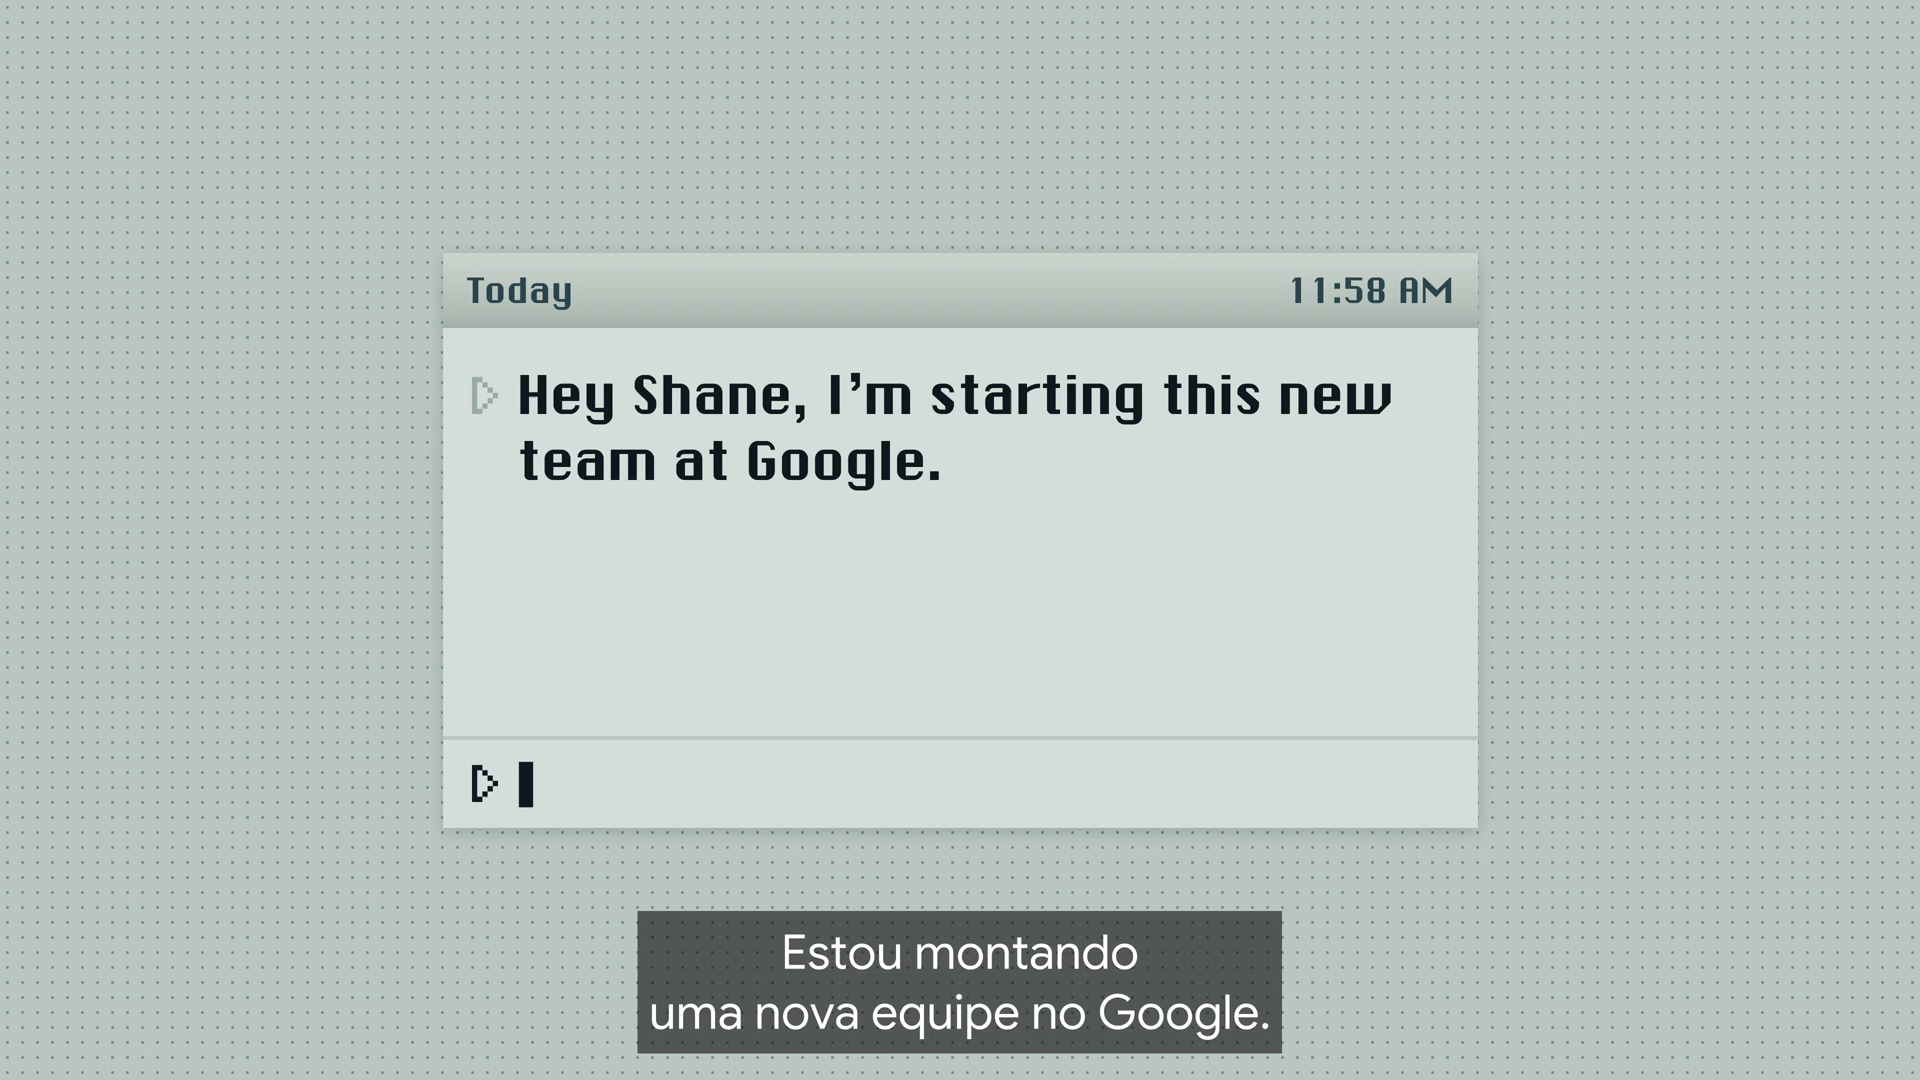 Today
11:58 AM
Hey Shane, I’m starting this new
team at Google.
Estou montando
uma nova equipe no Google.